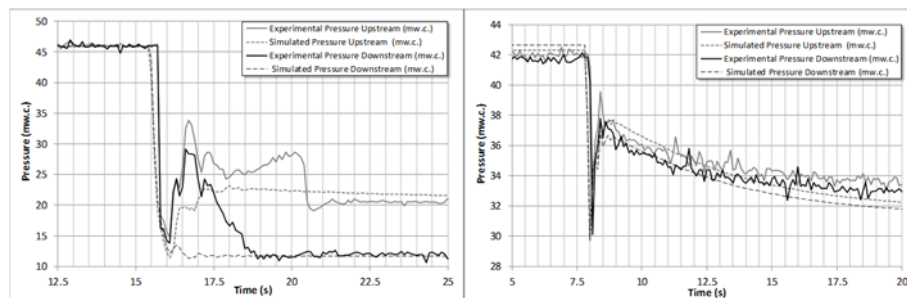 50
45
40
35
30
25
20
15
10
Pressure (mw.c.)
Experimental Pressure Upstream (mw.c.)
Simulated Pressure Upstream (mw.c.)
Experimental Pressure Downstream (mw.c.)
Simulated Pressure Downstream (mw.c.)
12.5 15 17.5 20 22.5 25
Time (s)
44
42
40
38
36
34
32
30
28
Pressure (mw.c.)
Experimental Pressure Upstream (mw.c.)
Simulated Pressure Upstream (mw.c.)
Experimental Pressure Downstream (mw.c.)
Simulated Pressure Downstream (mw.c.)
5 7.5 10 12.5 15 17.5 20
Time (s)